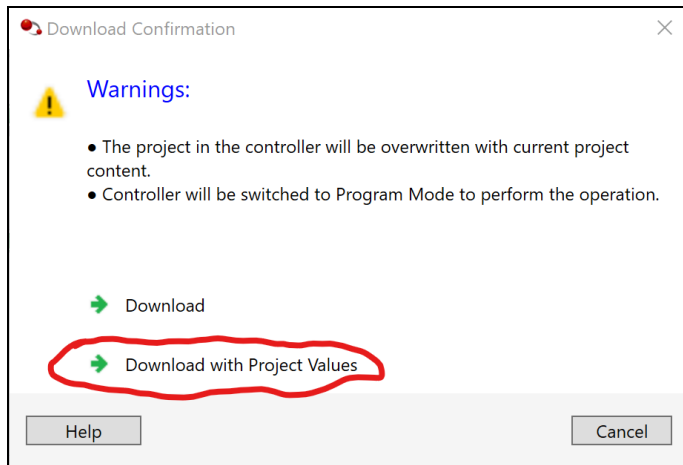 Download Confirmation
Warnings:
● The project in the controller will be overwritten with current project
content.
● Controller will be switched to Program Mode to perform the operation.
Download
Download with Project Values
Help
Cancel